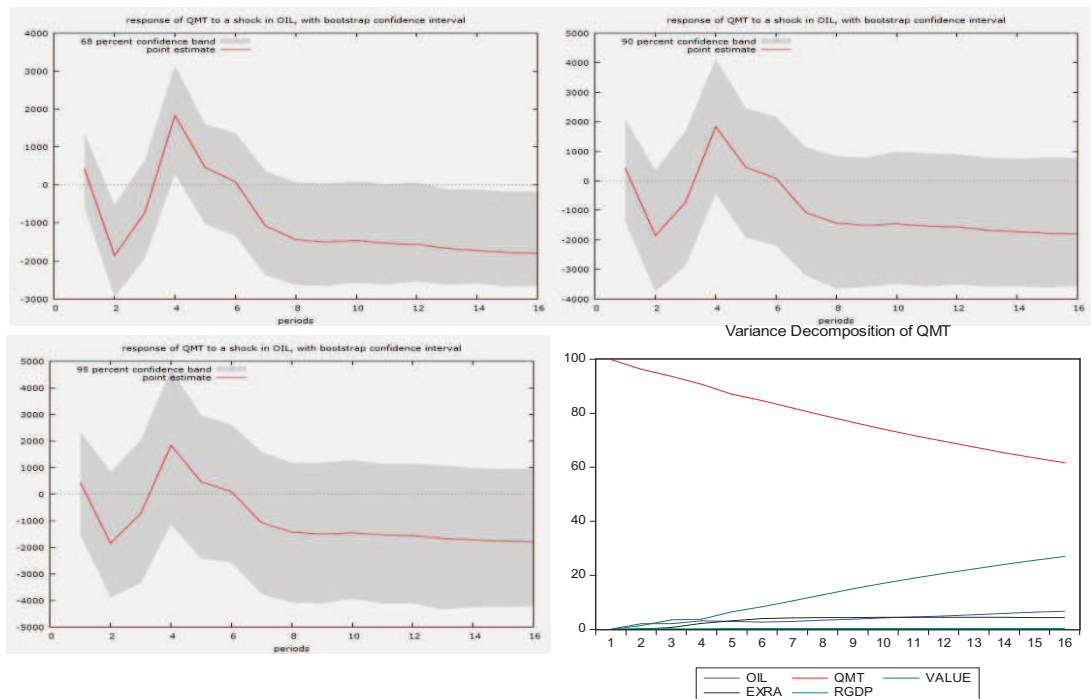 response of QMT to a shock in OIL, with bootstrap confidence interval
4000
3000
2000
1000
0
-1000
-2000
-3000
68 percent confidence band
point estimate
0 2 4 6 8 10 12 14 16
periods
response of QMT to a shock in OIL, with bootstrap confidence interval
5000
4000
3000
2000
1000
0
-1000
-2000
-3000
-4000
90 percent confidence band
point estimate
0 2 4 6 8 10 12 14 16
periods
response of QMT to a shock in OIL, with bootstrap confidence interval
5000
4000
3000
2000
1000
0
-1000
-2000
-3000
-4000
-5000
95 percent confidence band
point estimate
0 2 4 6 8 10 12 14 16
periods
Variance Decomposition of QMT
100
80
60
40
20
0
1 2 3 4 5 6 7 8 9 10 11 12 13 14 15 16
OIL QMT VALUE
EXRA RGDP